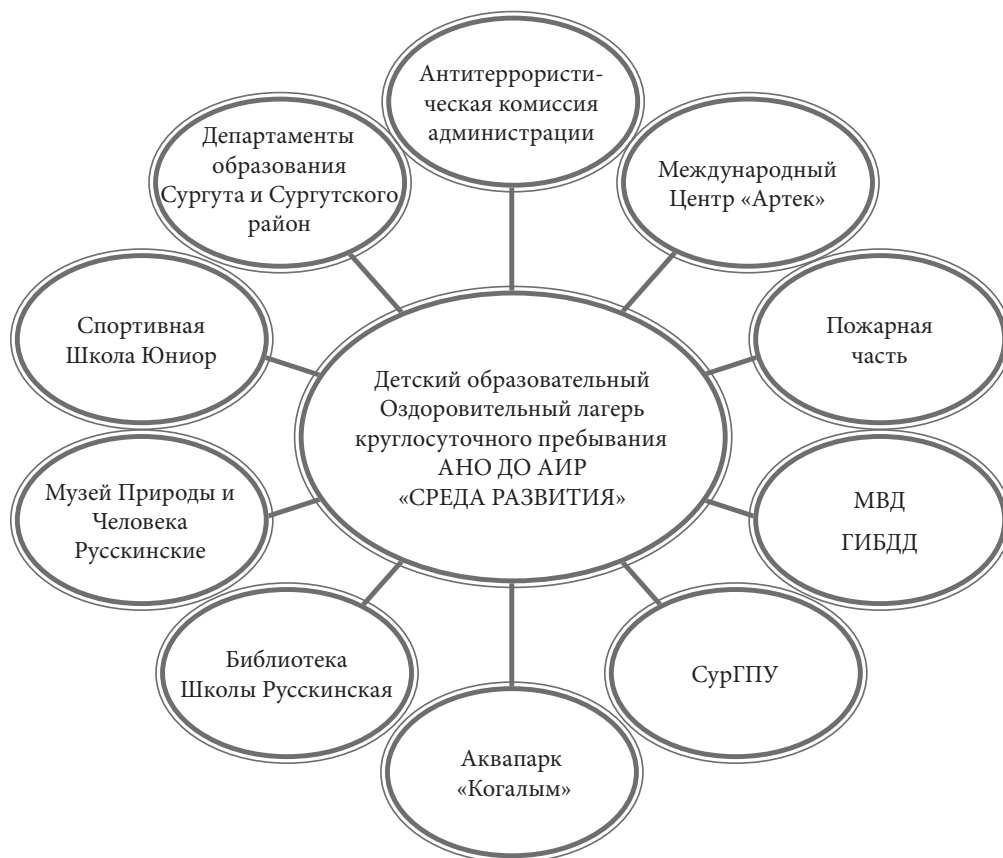 Антитеррористи-
ческая комиссия
администрации
Департаменты
образования
Сургута и Сургутского
район
Международный
Центр «Артек»
Спортивная
Школа Юниор
Пожарная
часть
Детский образовательный
Оздоровительный лагерь
круглосуточного пребывания
АНО ДО АИР
«СРЕДА РАЗВИТИЯ»
Музей Природы и
Человека
Русскинские
МВД
ГИБДД
Библиотека
Школы Русскинская
СурГПУ
Аквапарк
«Когалым»